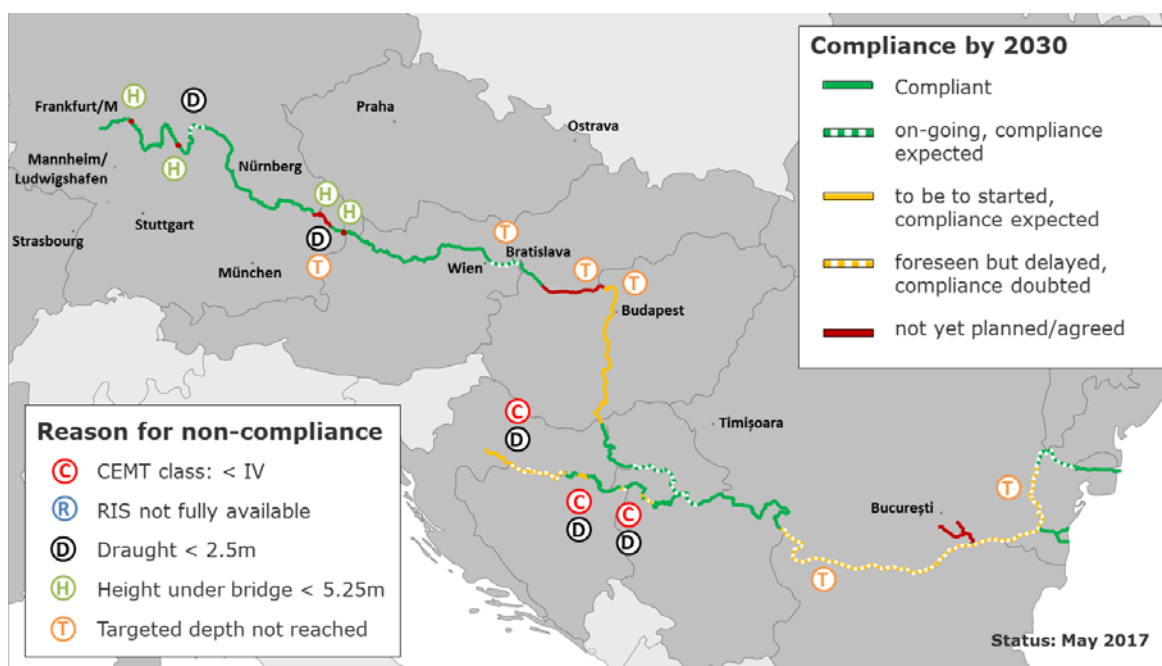 Compliance by 2030
Compliant
on-going, compliance
expected
to be to started,
compliance expected
foreseen but delayed,
compliance doubted
not yet planned/agreed
H
D
Frankfurt/M
Praha
Ostrava
Mannheim/
Ludwigshafen
H
Nürnberg
H
H
Stuttgart
Strasbourg
D
T
München
T
Bratislava
Wien
T
T
Budapest
C
D
Timișoara
C
D
C
D
București
T
T
Reason for non-compliance
C CEMT class: < IV
R RIS not fully available
D Draught < 2.5m
H Height under bridge < 5.25m
T Targeted depth not reached
Status: May 2017